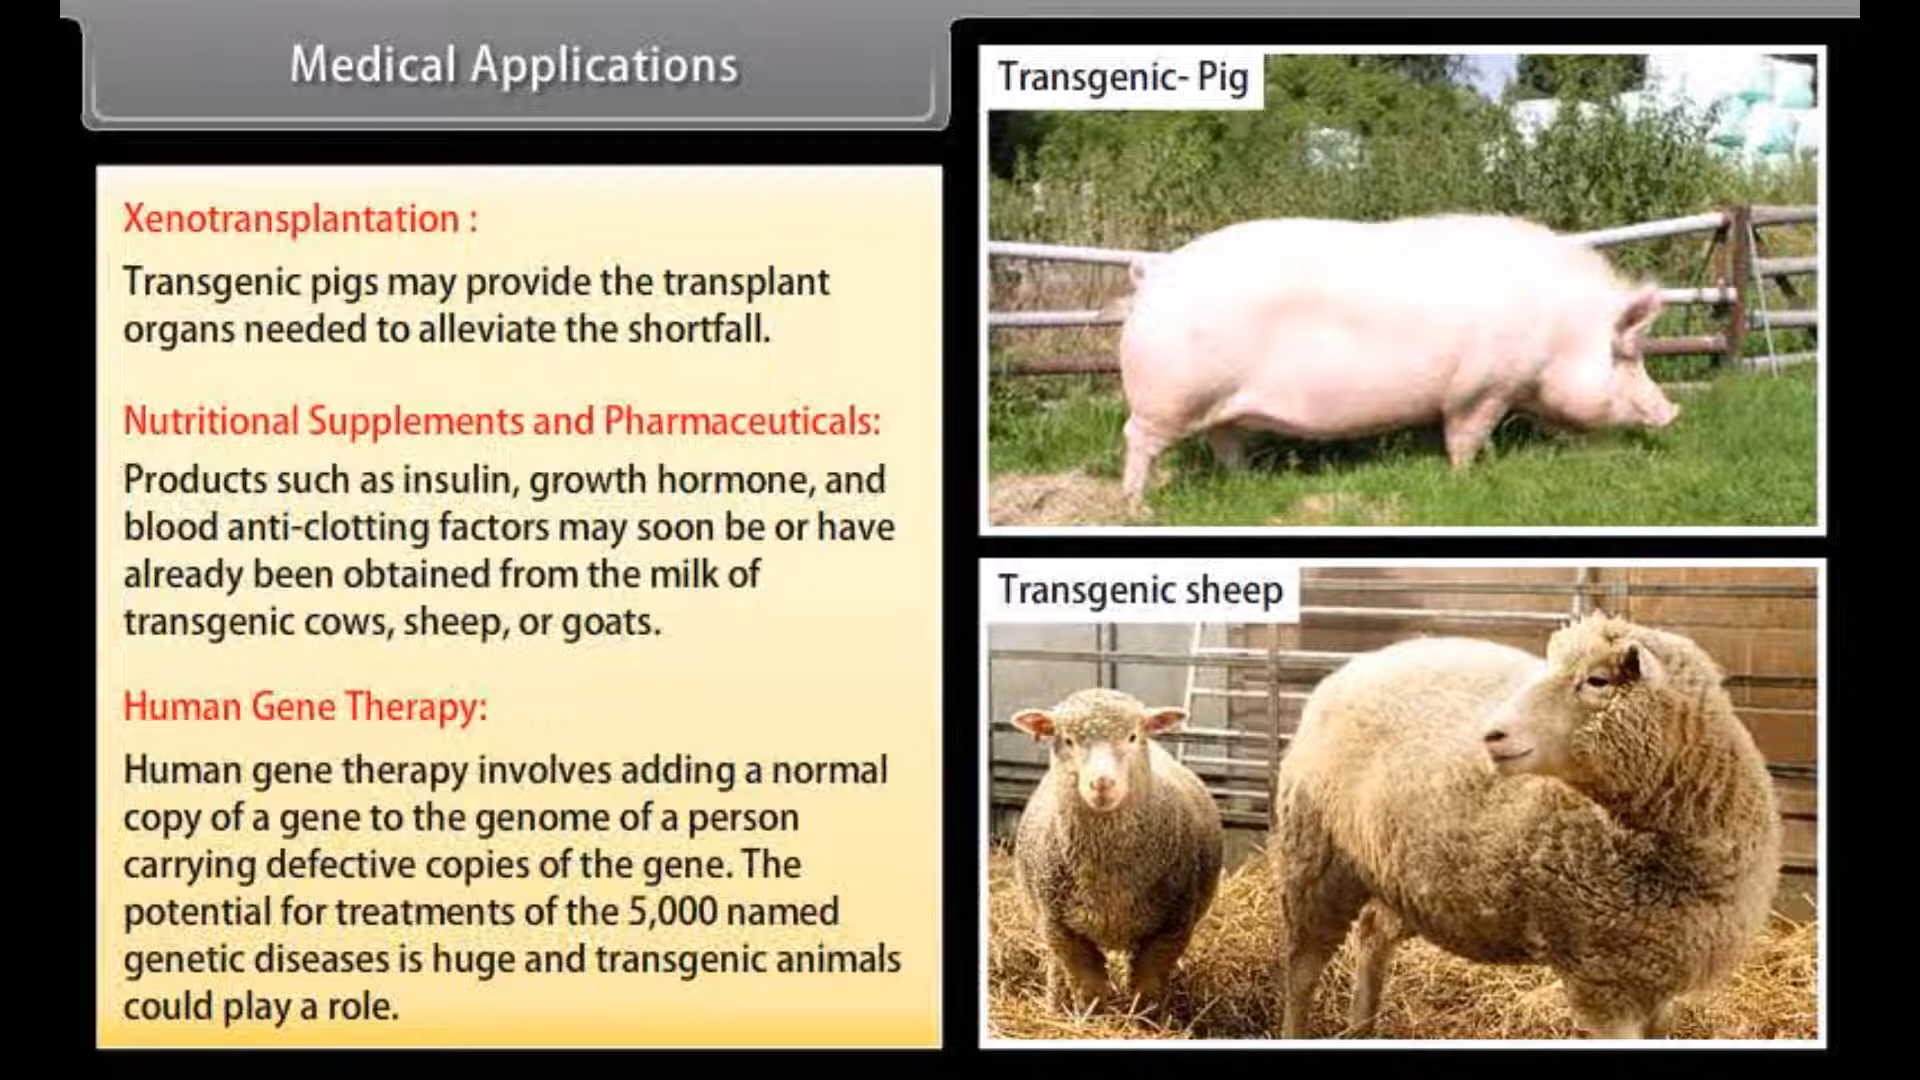 Medical Applications
Xenotransplantation :
Transgenic pigs may provide the transplant
organs needed to alleviate the shortfall.
Nutritional Supplements and Pharmaceuticals:
Products such as insulin, growth hormone, and
blood anti-clotting factors may soon be or have
already been obtained from the milk of
transgenic cows, sheep, or goats.
Human Gene Therapy:
Human gene therapy involves adding a normal
copy of a gene to the genome of a person
carrying defective copies of the gene. The
potential for treatments of the 5,000 named
genetic diseases is huge and transgenic animals
could play a role.
Transgenic- Pig
Transgenic sheep